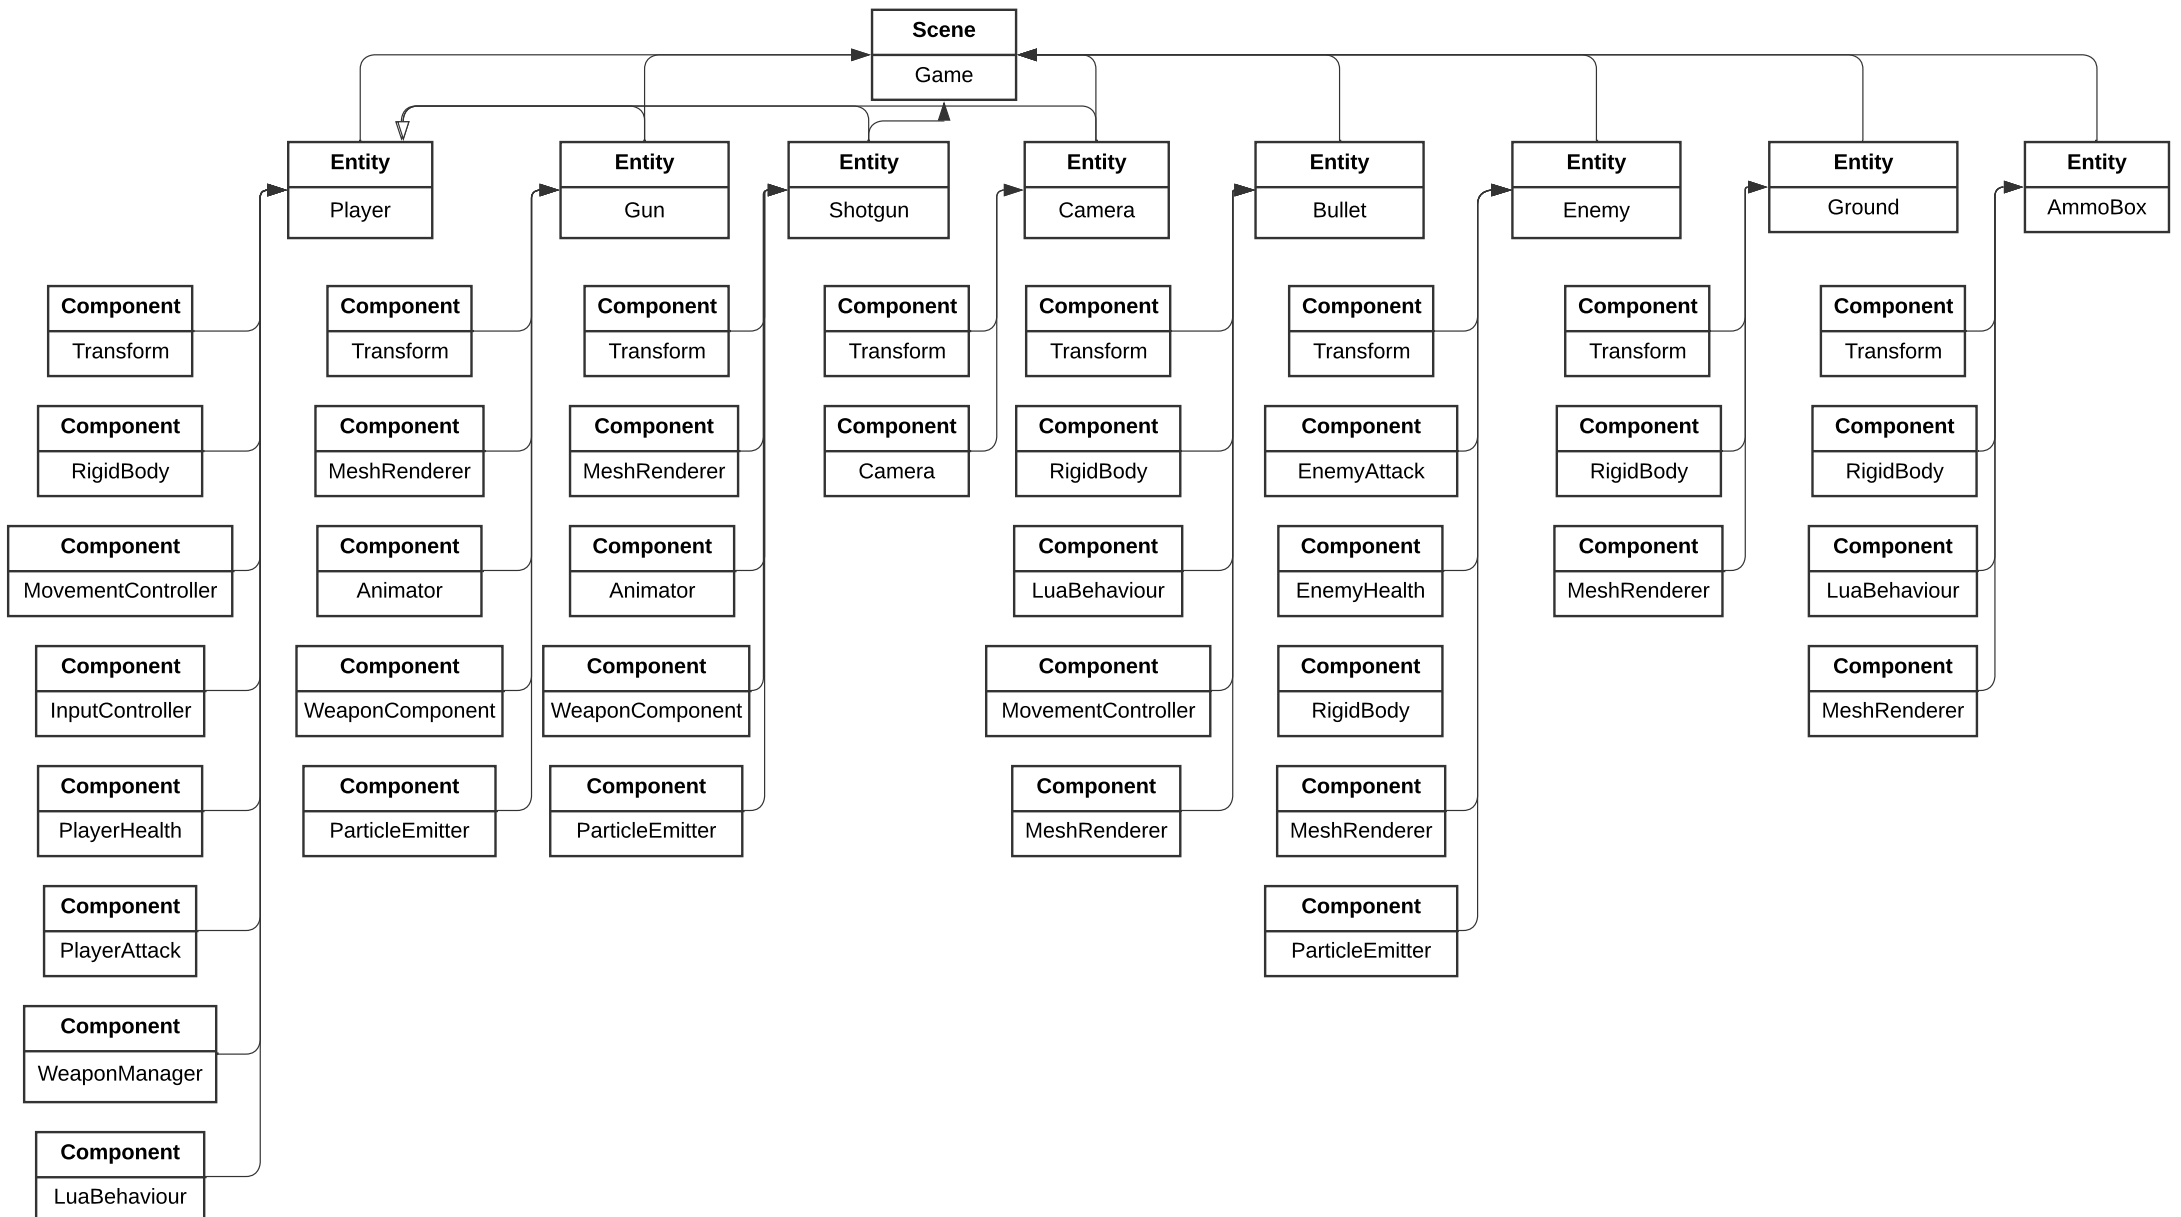 Scene
Game
Entity
Player
Entity
Gun
Entity
Shotgun
Entity
Camera
Entity
Bullet
Entity
Enemy
Entity
Ground
Entity
AmmoBox
Component
Transform
Component
RigidBody
Component
MovementController
Component
InputController
Component
PlayerHealth
Component
PlayerAttack
Component
WeaponManager
Component
LuaBehaviour
Component
Transform
Component
MeshRenderer
Component
Animator
Component
WeaponComponent
Component
ParticleEmitter
Component
Transform
Component
MeshRenderer
Component
Animator
Component
WeaponComponent
Component
ParticleEmitter
Component
Transform
Component
Camera
Component
Transform
Component
RigidBody
Component
LuaBehaviour
Component
MovementController
Component
MeshRenderer
Component
Transform
Component
EnemyAttack
Component
EnemyHealth
Component
RigidBody
Component
MeshRenderer
Component
ParticleEmitter
Component
Transform
Component
RigidBody
Component
MeshRenderer
Component
Transform
Component
RigidBody
Component
LuaBehaviour
Component
MeshRenderer